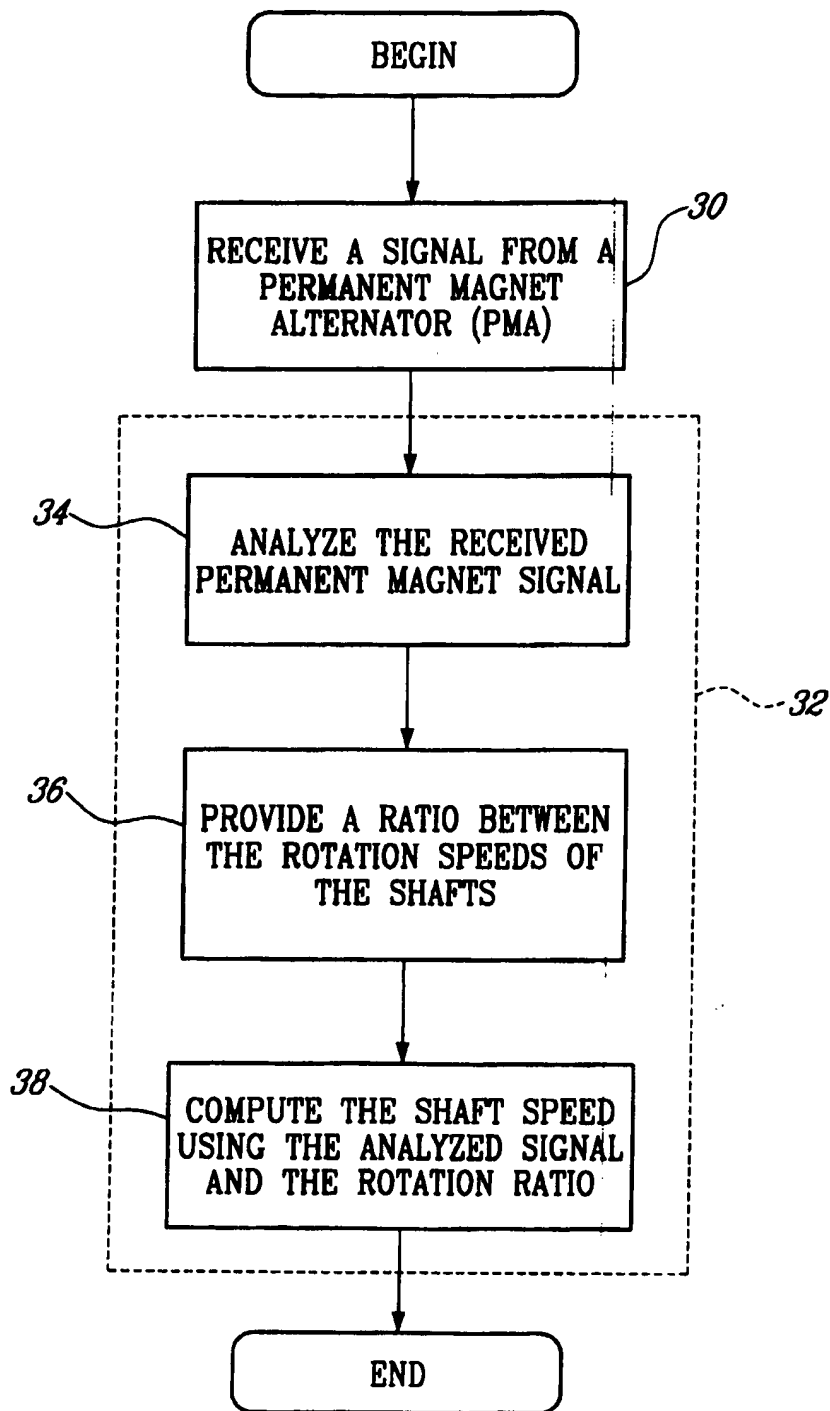 BEGIN
30
RECEIVE A SIGNAL FROM A
PERMANENT MAGNET
ALTERNATOR (PMA)
34
ANALYZE THE RECEIVED
PERMANENT MAGNET SIGNAL
32
36
PROVIDE A RATIO BETWEEN
THE ROTATION SPEEDS OF
THE SHAFTS
38
COMPUTE THE SHAFT SPEED
USING THE ANALYZED SIGNAL
AND THE ROTATION RATIO
END